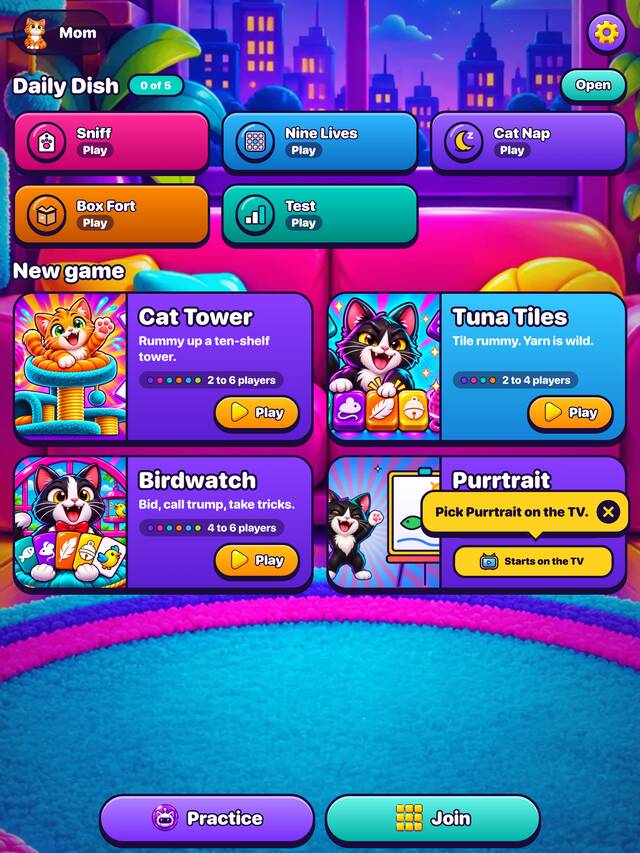 Mom
Daily Dish
0 of 5
Open
Sniff
Play
Nine Lives
Play
Cat Nap
Play
Box Fort
Play
Test
Play
New game
Cat Tower
Rummy up a ten-shelf
tower.
2 to 6 players
Play
Tuna Tiles
Tile rummy. Yarn is wild.
2 to 4 players
Play
Birdwatch
Bid, call trump, take tricks.
4 to 6 players
Play
Purrtrait
Pick Purrtrait on the TV.
Starts on the TV
Practice
Join